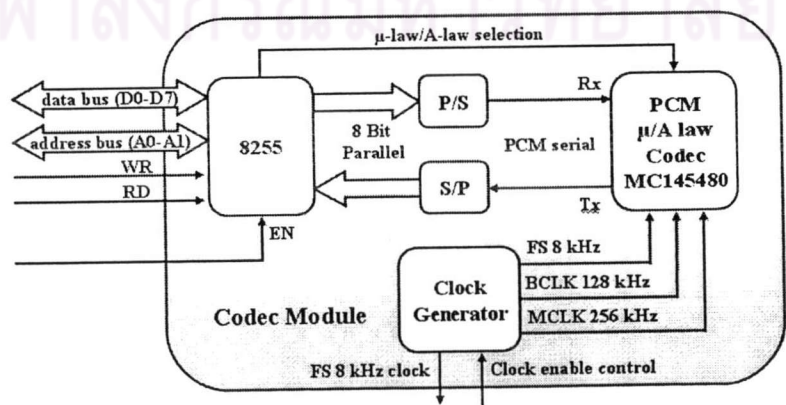 μ-law/A-law selection
data bus (D0-D7)
address bus (A0-A1)
WR
RD
8255
EN
8 Bit
Parallel
P/S
S/P
Rx
PCM serial
Tx
PCM
μ/A law
Codec
MC145480
FS 8 kHz
BCLK 128 kHz
MCLK 256 kHz
Clock
Generator
Codec Module
FS 8 kHz clock
Clock enable control